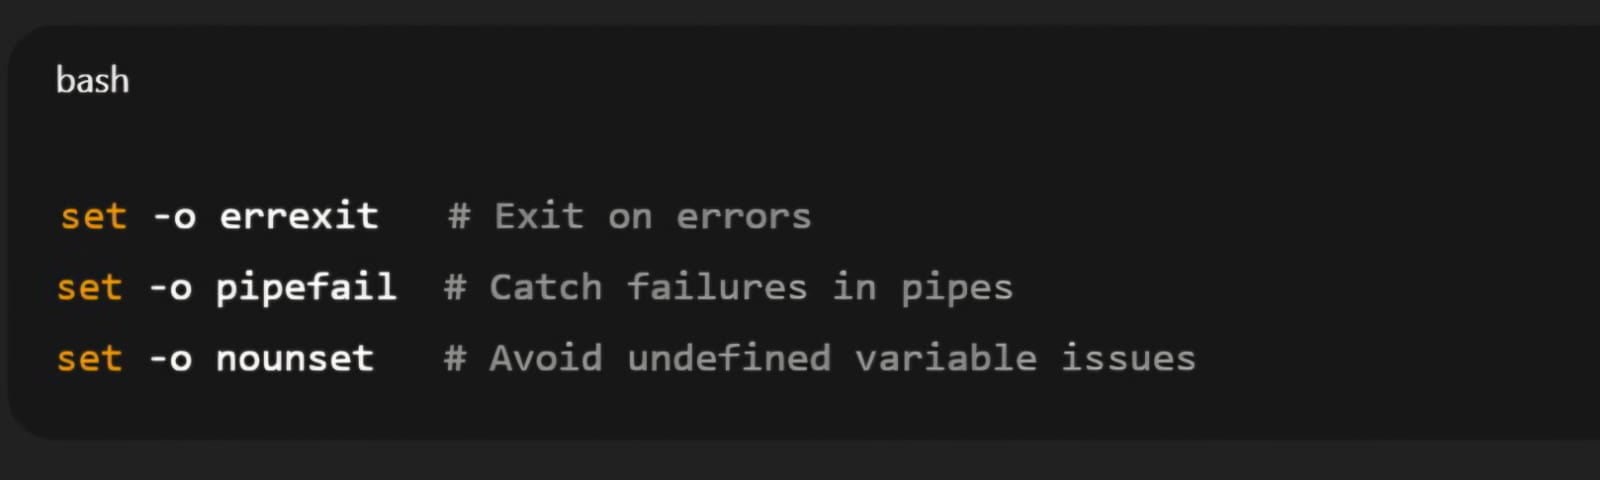 bash
set -o errexit   # Exit on errors
set -o pipefail  # Catch failures in pipes
set -o nounset   # Avoid undefined variable issues